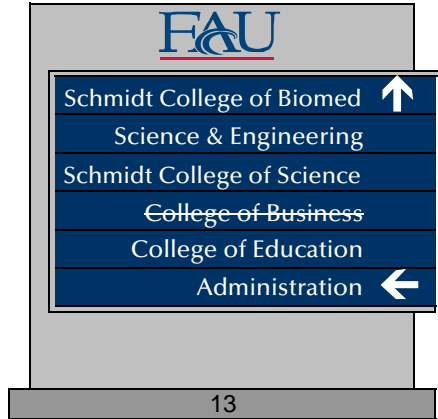 FAU
Schmidt College of Biomed
Science & Engineering
Schmidt College of Science
College of Business
College of Education
Administration
13